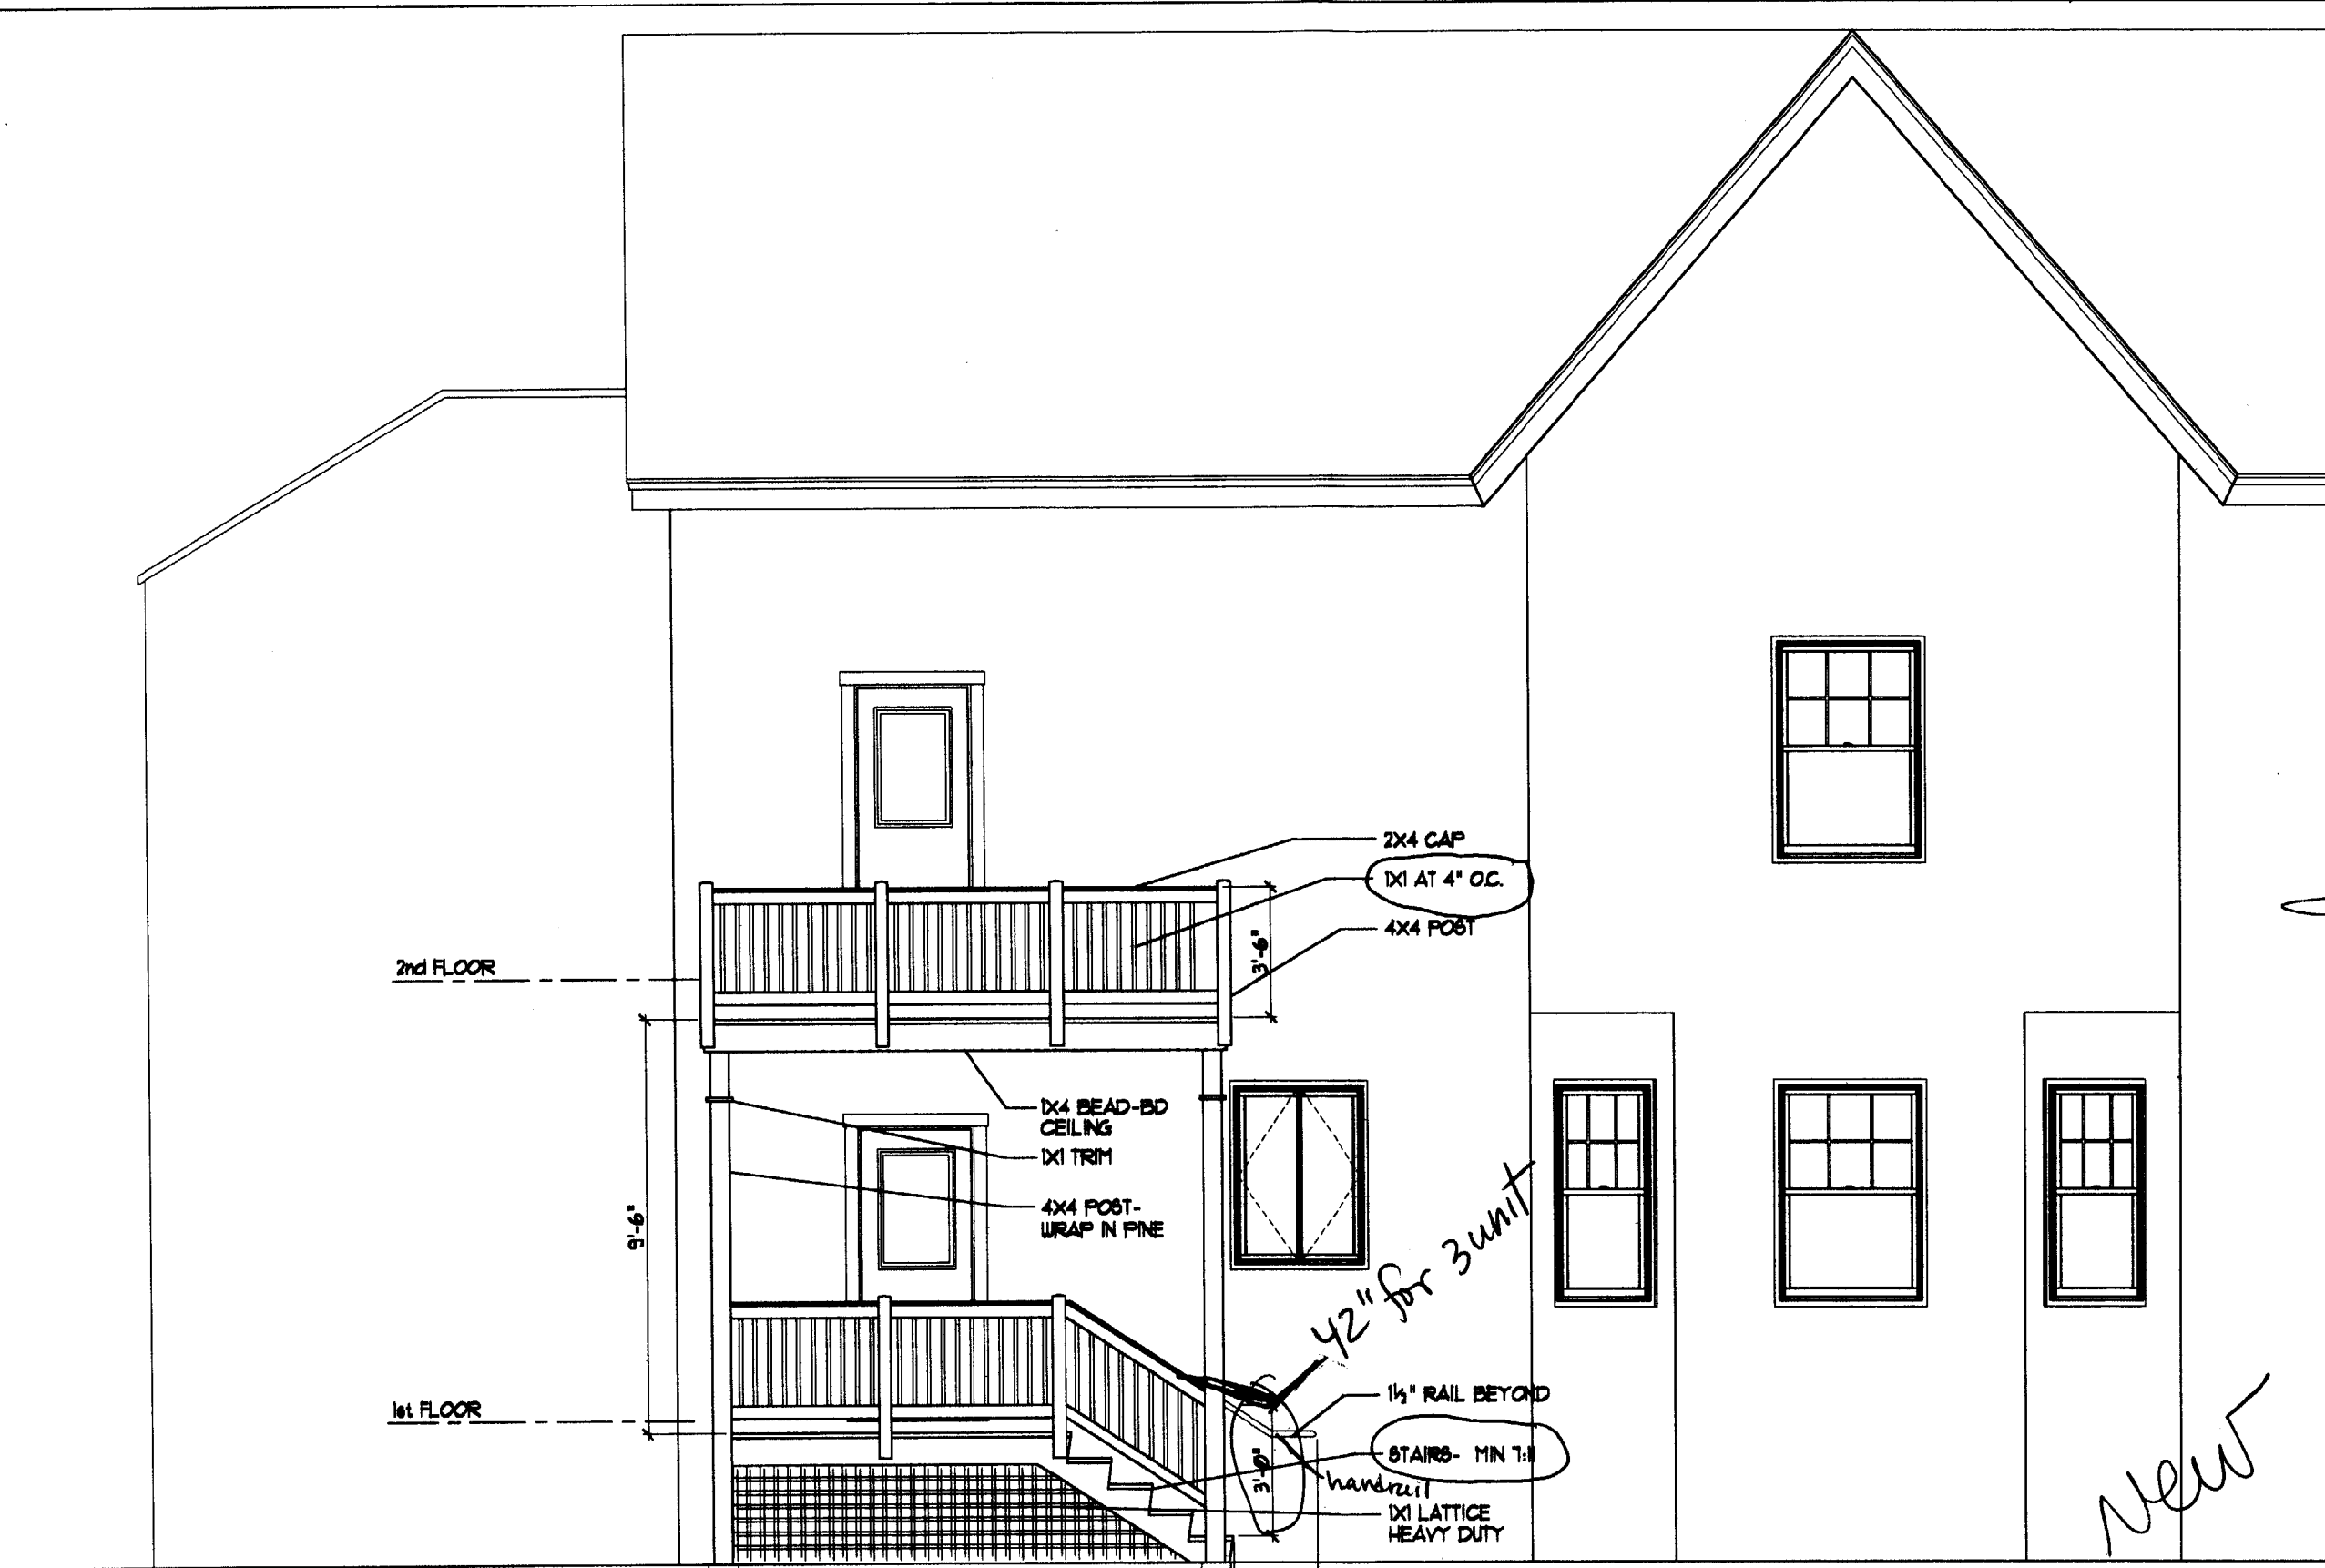 2X4 CAP
1X1 AT 4" O.C.
4X4 POST
3'-6"
2nd FLOOR
1X4 BEAD-BD
CEILING
1X1 TRIM
4X4 POST-
WRAP IN PINE
9'-6"
42" for 3 unit
1st FLOOR
1½" RAIL BEYOND
STAIRS- MIN 7:11
handrail
3'-0"
1X1 LATTICE
HEAVY DUTY
New